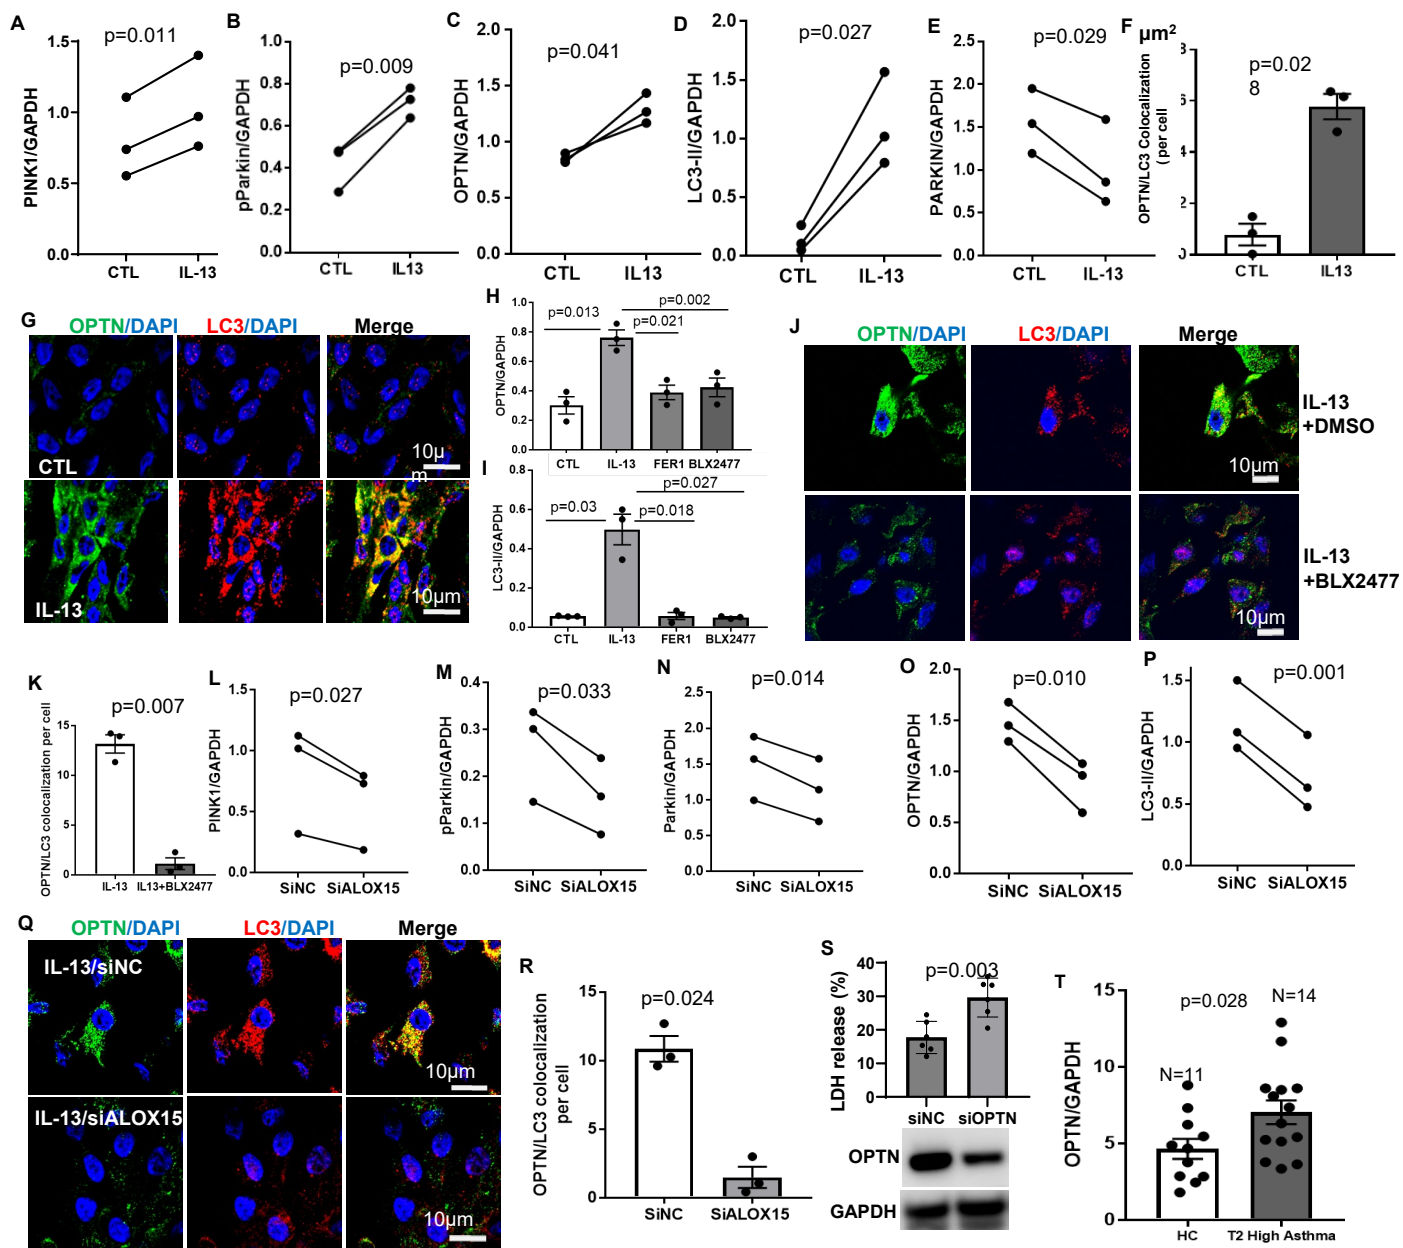 A
p=0.011
PINK1/GAPDH
1.5
1.0
0.5
0.0
CTL
IL-13
B
p=0.009
pParkin/GAPDH
1.0
0.8
0.6
0.4
0.2
0.0
CTL
IL13
C
p=0.041
OPTN/GAPDH
2.0
1.5
1.0
0.5
0.0
CTL
IL13
D
p=0.027
LC3-II/GAPDH
2.0
1.5
1.0
0.5
0.0
CTL
IL-13
E
p=0.029
PARKIN/GAPDH
2.5
2.0
1.5
1.0
0.5
0.0
CTL
IL-13
F
µm2
p=0.02
8
OPTN/LC3 Colocalization
( per cell)
6
4
2
CTL
IL13
G
OPTN/DAPI
LC3/DAPI
Merge
CTL
10µ
m
IL-13
10µm
H
p=0.002
p=0.013
p=0.021
OPTN/GAPDH
1.0
0.8
0.6
0.4
0.2
0.0
CTL
IL-13
FER1
BLX2477
I
p=0.027
p=0.03
p=0.018
LC3-II/GAPDH
0.8
0.6
0.4
0.2
0.0
CTL
IL-13
FER1
BLX2477
J
OPTN/DAPI
LC3/DAPI
Merge
IL-13
+DMSO
10µm
IL-13
+BLX2477
10µm
K
p=0.007
OPTN/LC3 colocalization per cell
15
10
5
0
IL-13
IL13+BLX2477
L
p=0.027
PINK1/GAPDH
1.5
1.0
0.5
0.0
SiNC
SiALOX15
M
p=0.033
pParkin/GAPDH
0.4
0.3
0.2
0.1
0.0
SiNC
SiALOX15
N
p=0.014
Parkin/GAPDH
2.5
2.0
1.5
1.0
0.5
0.0
SiNC
SiALOX15
O
p=0.010
OPTN/GAPDH
2.0
1.5
1.0
0.5
0.0
SiNC
SiALOX15
P
p=0.001
LC3-II/GAPDH
1.5
1.0
0.5
0.0
SiNC
SiALOX15
Q
OPTN/DAPI
LC3/DAPI
Merge
IL-13/siNC
10µm
IL-13/siALOX15
10µm
R
p=0.024
OPTN/LC3 colocalization
per cell
15
10
5
0
SiNC
SiALOX15
S
p=0.003
LDH release (%)
40
30
20
10
0
siNC
siOPTN
OPTN
GAPDH
T
p=0.028
N=14
N=11
OPTN/GAPDH
15
10
5
0
HC
T2 High Asthma